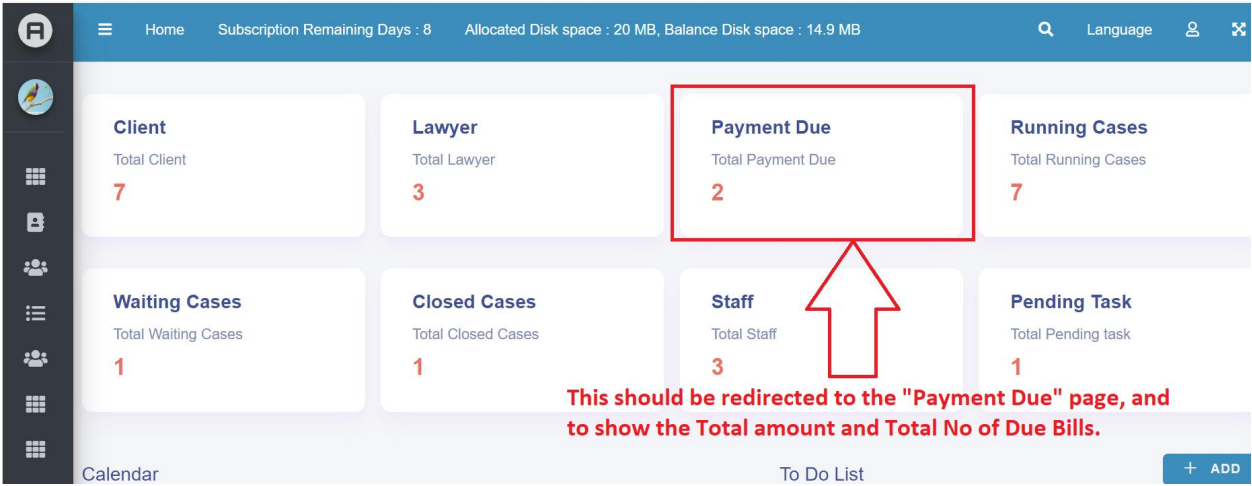 Home Subscription Remaining Days : 8 Allocated Disk space : 20 MB, Balance Disk space : 14.9 MB Language
Client
Total Client
7
Lawyer
Total Lawyer
3
Payment Due
Total Payment Due
2
Running Cases
Total Running Cases
7
Waiting Cases
Total Waiting Cases
1
Closed Cases
Total Closed Cases
1
Staff
Total Staff
3
Pending Task
Total Pending task
1
This should be redirected to the "Payment Due" page, and
to show the Total amount and Total No of Due Bills.
Calendar
To Do List
+ ADD